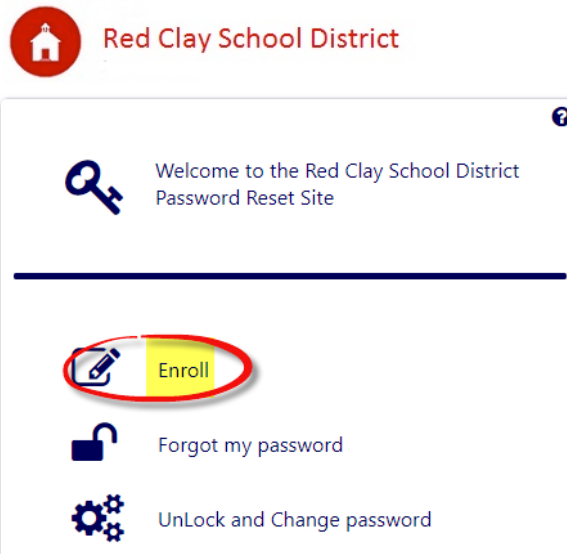 Red Clay School District
?
Welcome to the Red Clay School District
Password Reset Site
Enroll
Forgot my password
UnLock and Change password